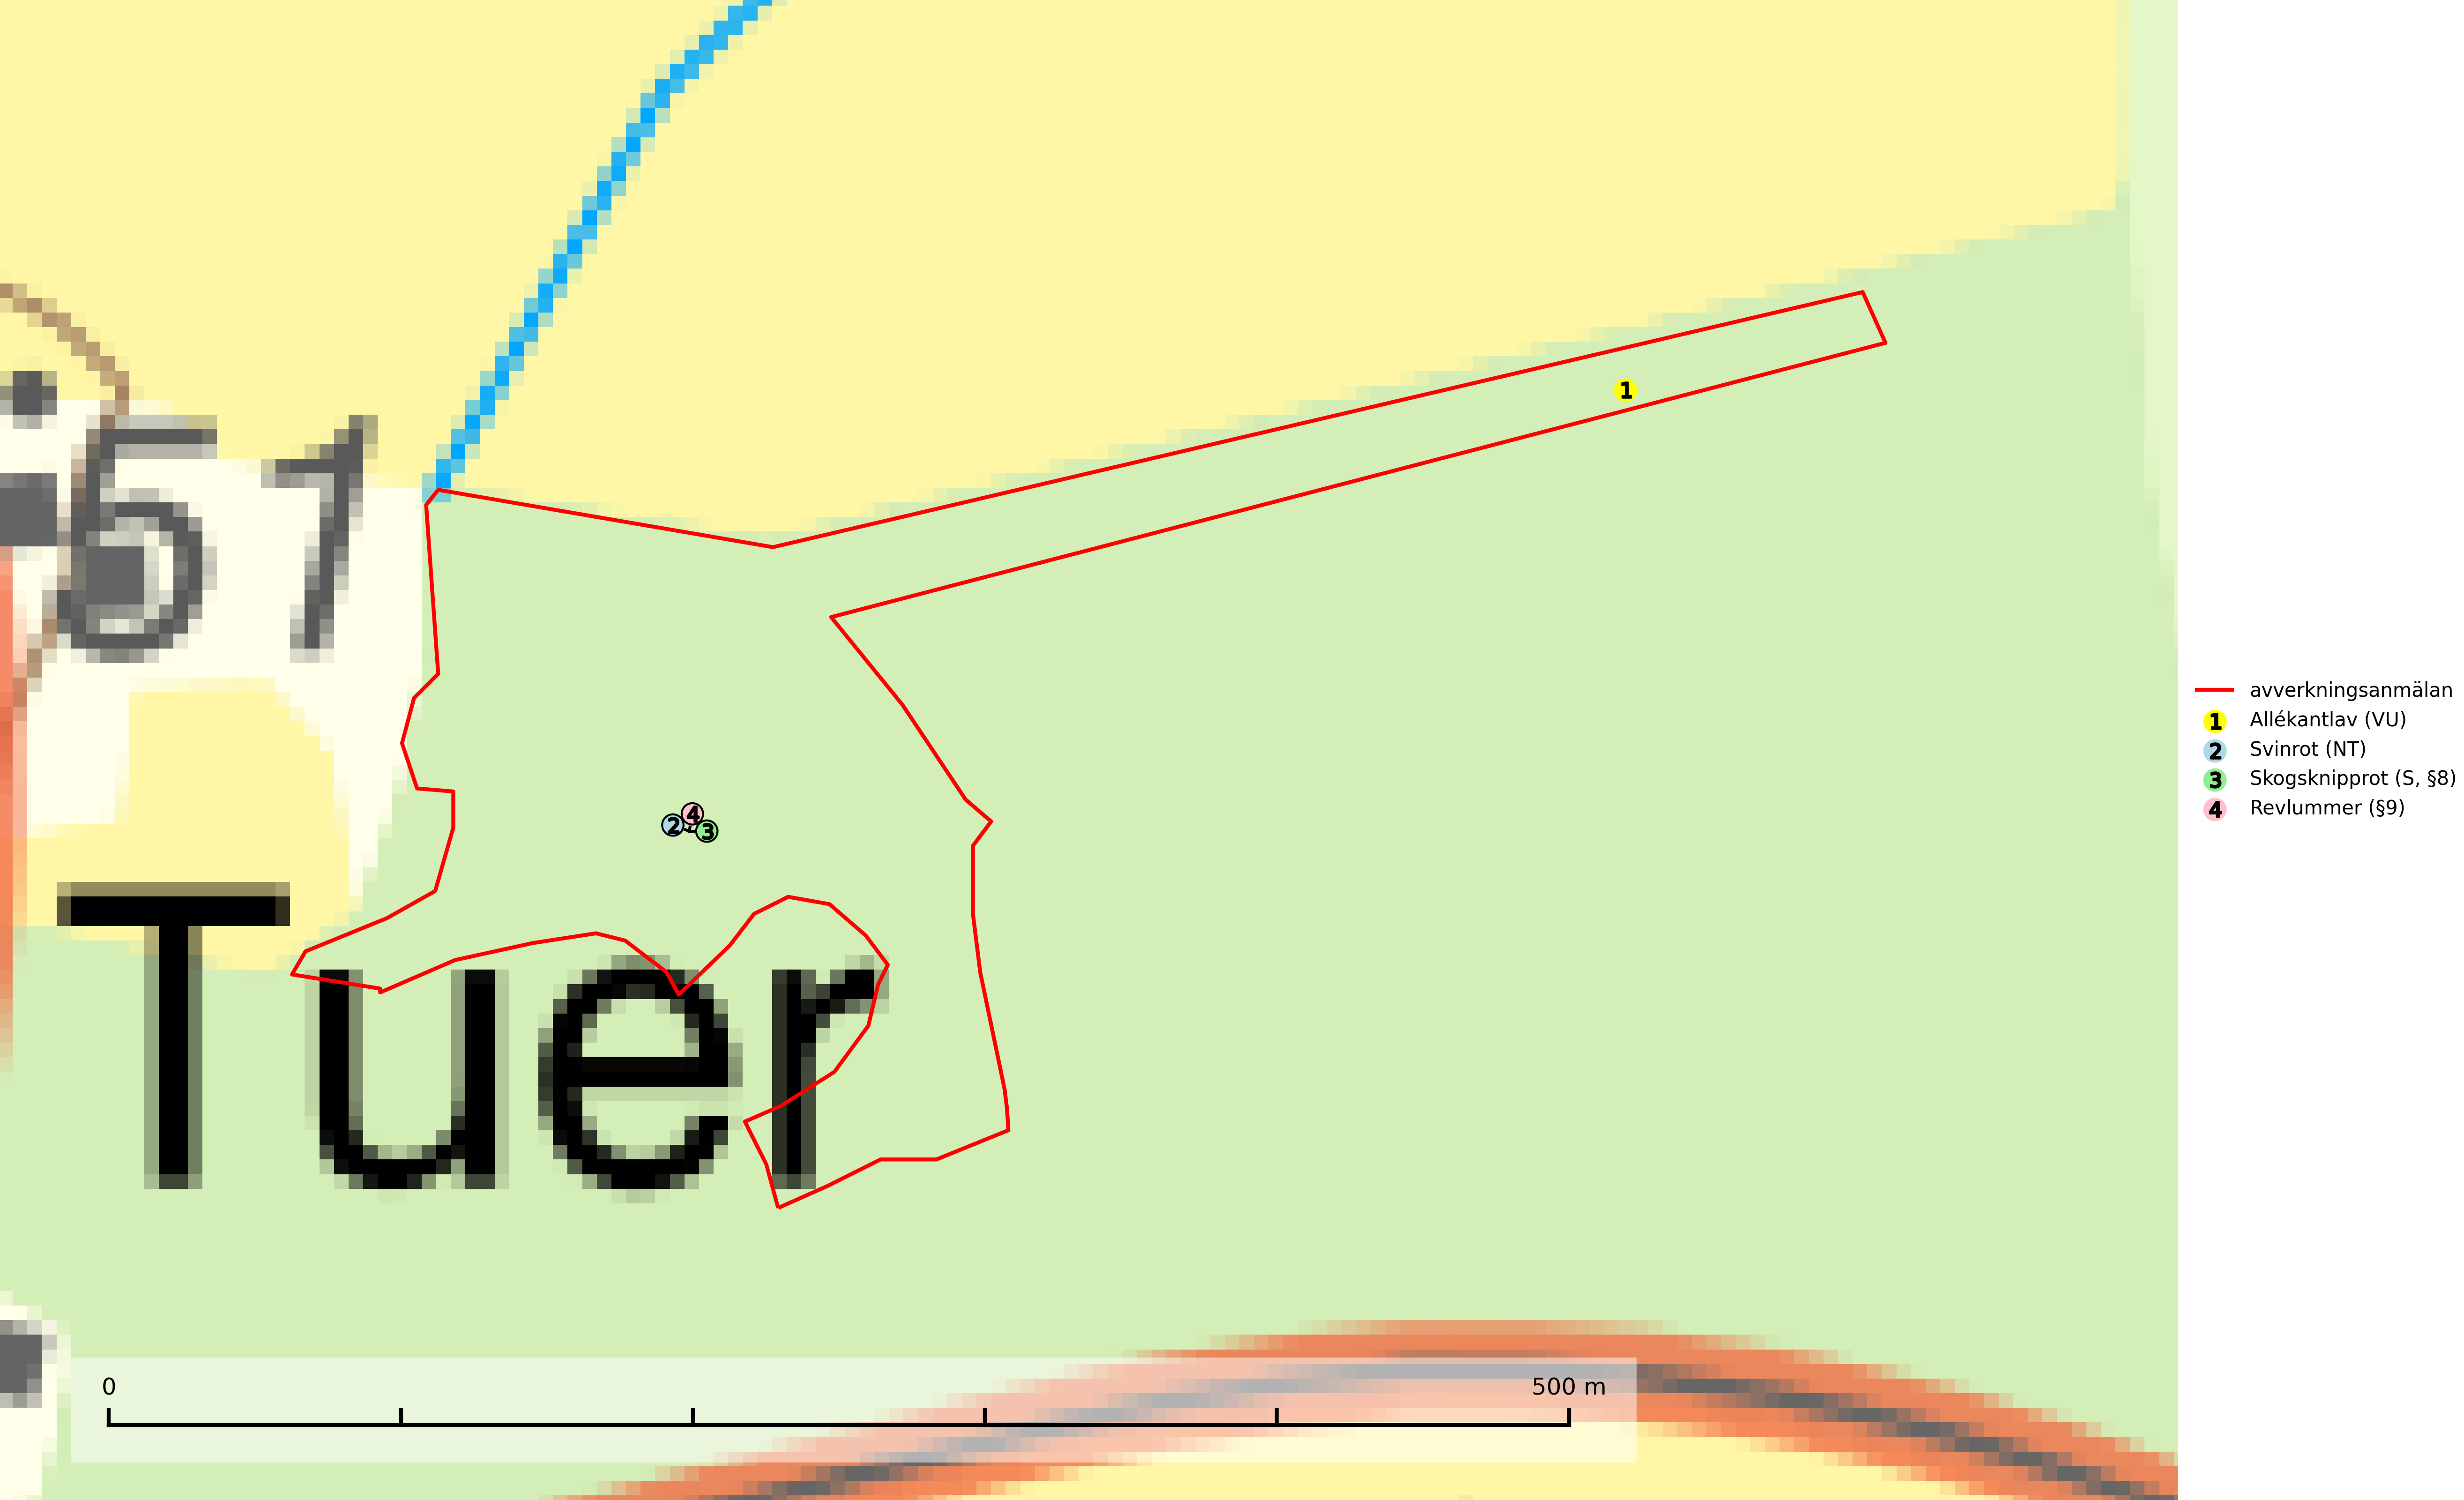 51
1
4
2
3
Tuer
0
500 m
avverkningsanmälan
1 Allékantlav (VU)
2 Svinrot (NT)
3 Skogsknipprot (S, §8)
4 Revlummer (§9)